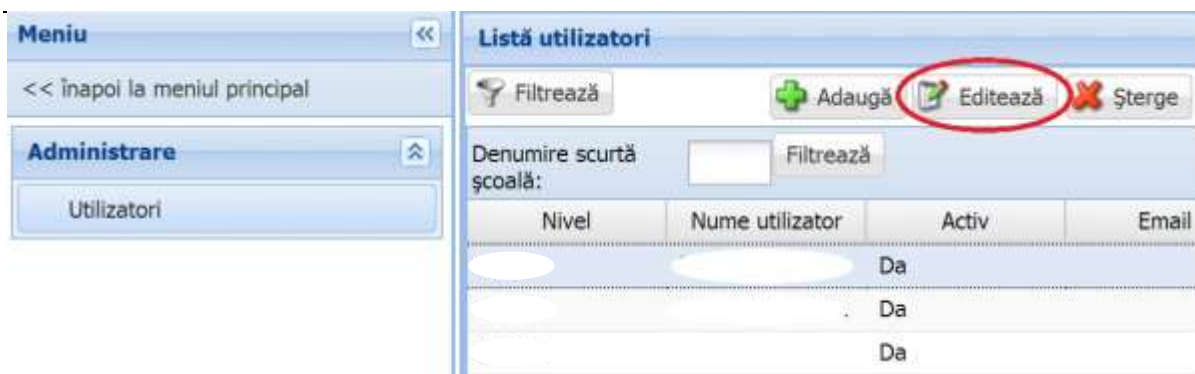 Meniu
<< înapoi la meniul principal
Administrare
Utilizatori
Listă utilizatori
Filtrează Adaugă Editează Şterge
Denumire scurtă Filtrează
şcoală:
Nivel Nume utilizator Activ Email
Da
. Da
Da